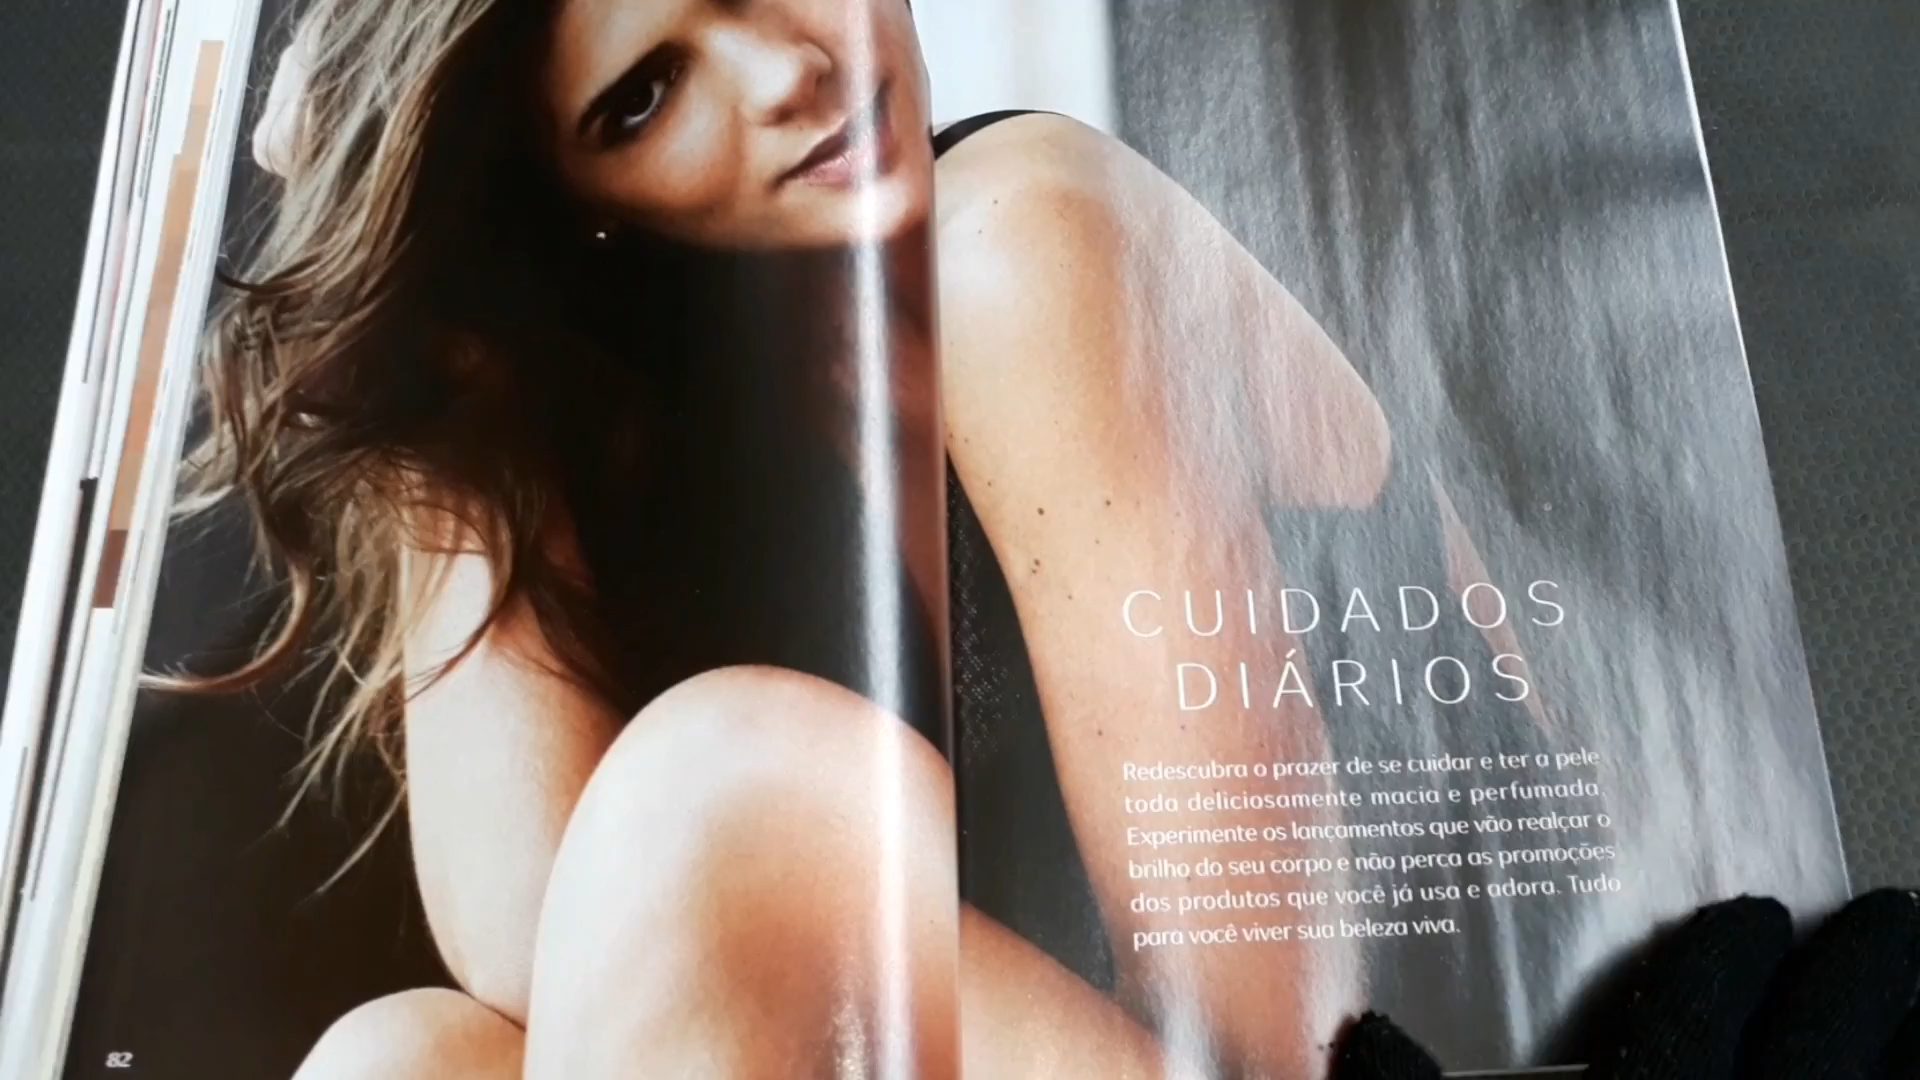 CUIDADOS
DIÁRIOS
Redescubra o prazer de se cuidar e ter a pele
toda deliciosamente macia e perfumada.
Experimente os lançamentos que vão realçar o
brilho do seu corpo e não perca as promoções
dos produtos que você já usa e adora. Tudo
para você viver sua beleza viva.
82